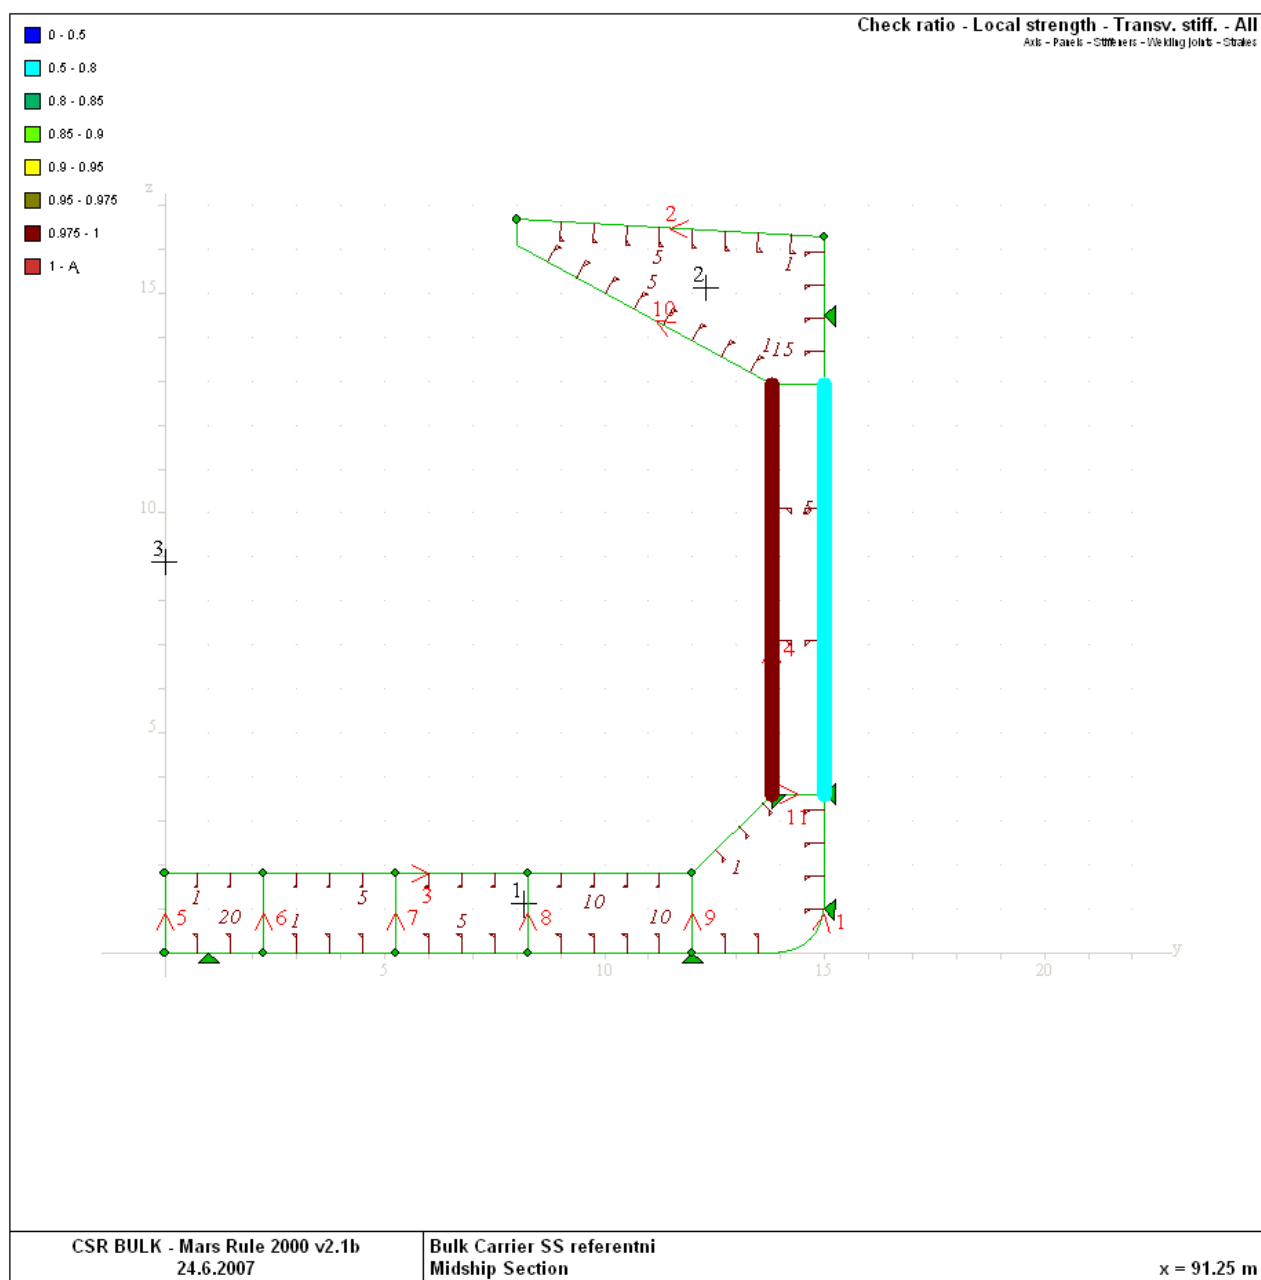 Check ratio - Local strength - Transv. stiff. - All
Axis - Panels - Stiffeners - Welding joints - Strakes
0 - 0.5
0.5 - 0.8
0.8 - 0.85
0.85 - 0.9
0.9 - 0.95
0.95 - 0.975
0.975 - 1
1 - A
z
2
5
1
2
15
5
10
115
10
5
3
4
5
11
1
3
1
5
1
10
5
20
6
1
7
5
8
10
9
1
y
5
10
15
20
CSR BULK - Mars Rule 2000 v2.1b
24.6.2007
Bulk Carrier SS referentni
Midship Section
x = 91.25 m